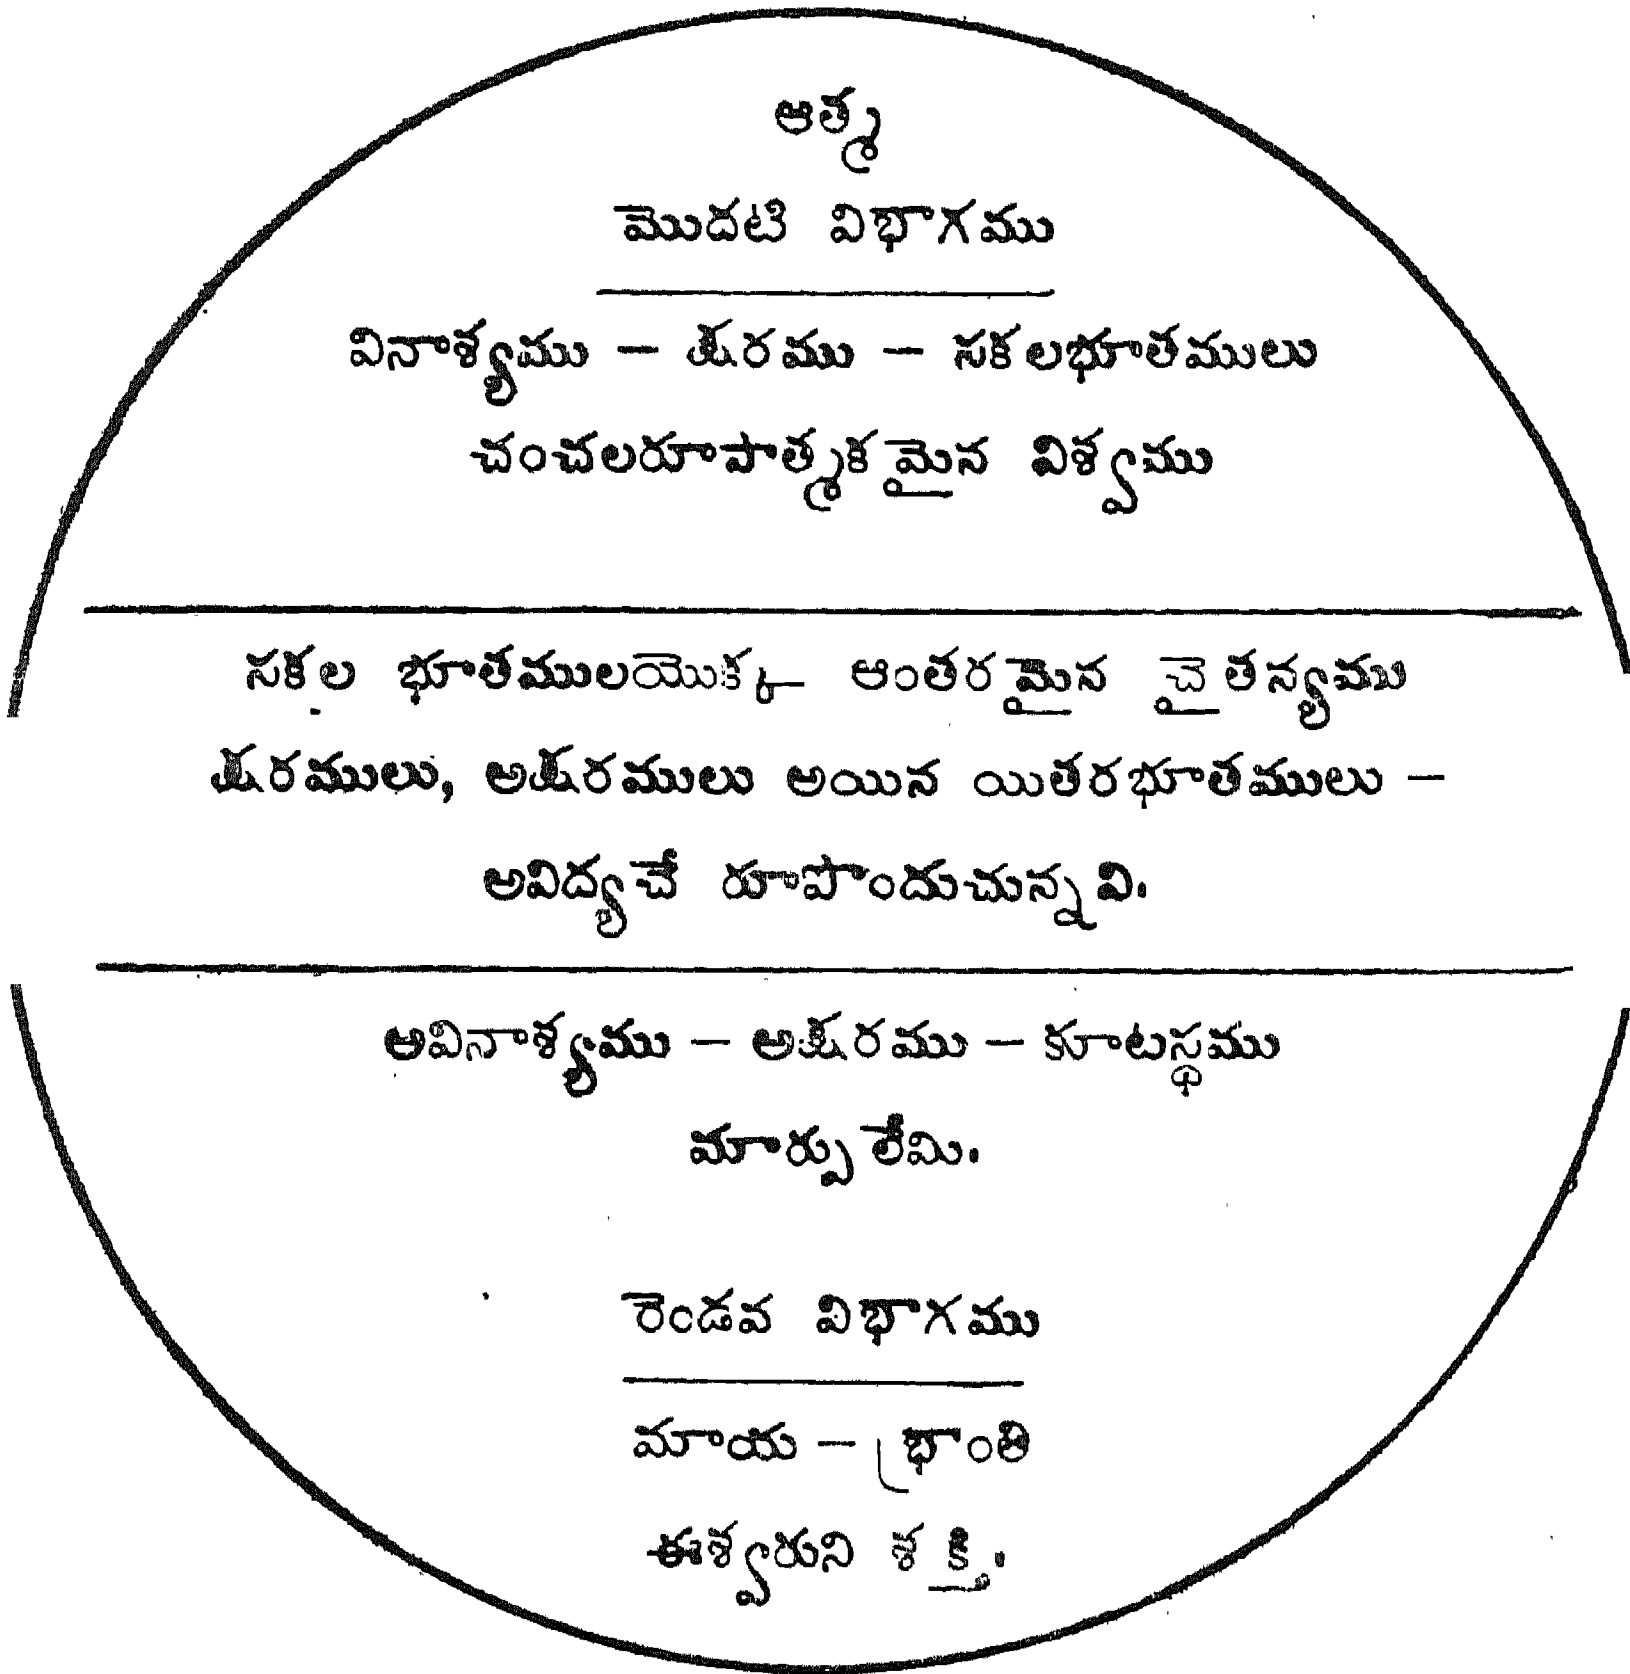 ఆత్మ
మొదటి విభాగము
వినాశ్యము – క్షరము – సకలభూతములు
చంచలరూపాత్మకమైన విశ్వము
సకల భూతములయొక్క ఆంతరమైన చైతన్యము
క్షరములు, అక్షరములు అయిన యితరభూతములు –
అవిద్యచే రూపొందుచున్నవి.
అవినాశ్యము – అక్షరము – కూటస్థము
మార్పు లేమి.
రెండవ విభాగము
మాయ – భ్రాంతి
ఈశ్వరుని శక్తి.